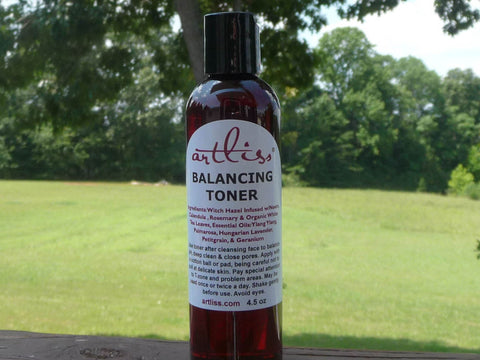 artliss®
BALANCING
TONER
Ingredients: Witch Hazel Infused w/Neem,
Calendula, Rosemary & Organic White
Tea Leaves, Essential Oils: Ylang Ylang,
Palmarosa, Hungarian Lavender,
Petitgrain, & Geranium
toner after cleansing face to balance
deep clean & close pores. Apply with
cotton ball or pad, being careful not to
at delicate skin. Pay special attention
to T-zone and problem areas. May be
used once or twice a day. Shake gently
before use. Avoid eyes.
artliss.com 4.5 oz